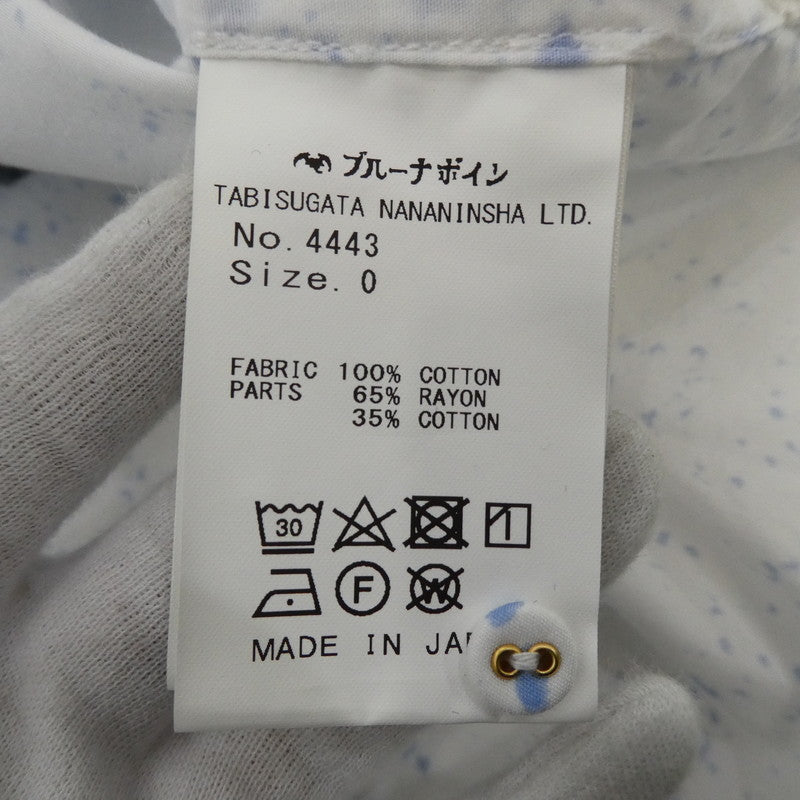 ブルーナボイン
TABISUGATA NANANINSHA LTD.
No. 4443
Size. 0
FABRIC 100% COTTON
PARTS 65% RAYON
35% COTTON
30
F W
MADE IN JAP